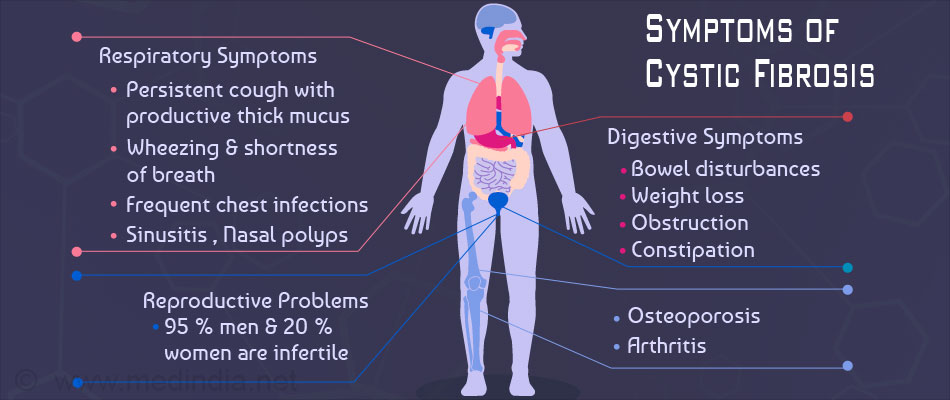 SYMPTOMS OF
CYSTIC FIBROSIS
Respiratory Symptoms
• Persistent cough with
productive thick mucus
• Wheezing & shortness
of breath
• Frequent chest infections
• Sinusitis , Nasal polyps
Digestive Symptoms
• Bowel disturbances
• Weight loss
• Obstruction
• Constipation
Reproductive Problems
• 95 % men & 20 %
women are infertile
• Osteoporosis
• Arthritis
© www.medindia.net